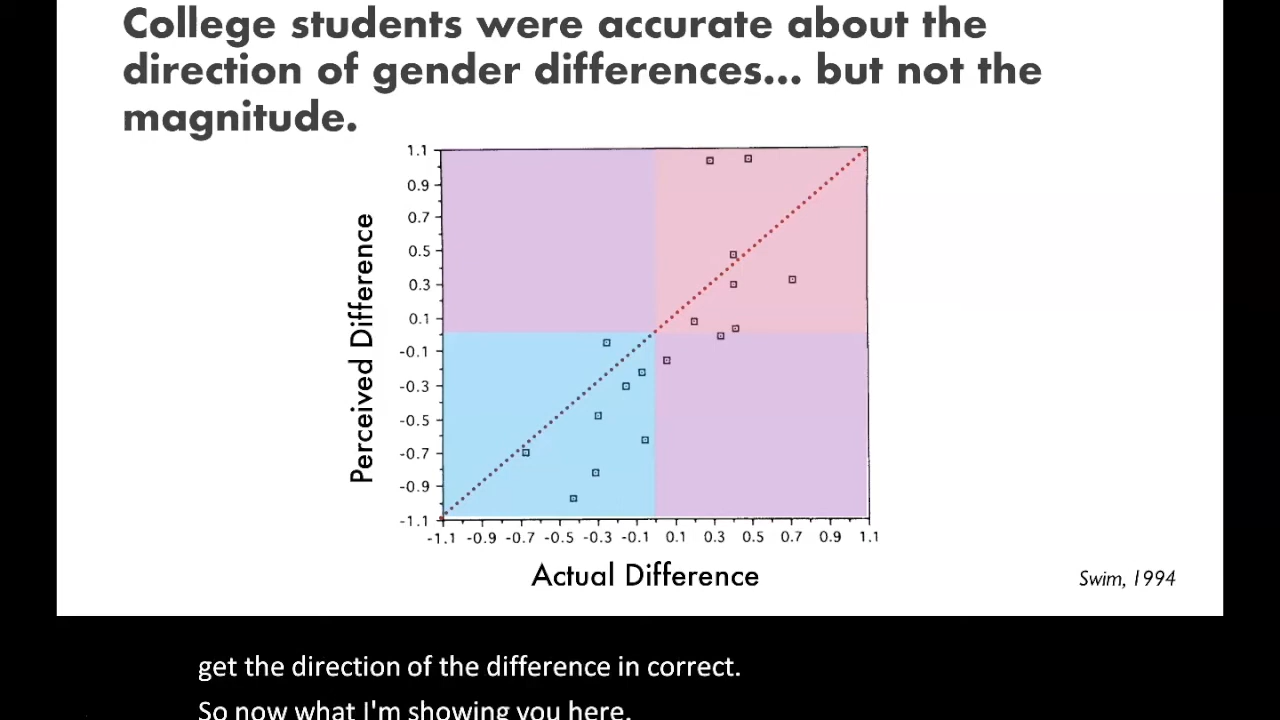 College students were accurate about the
direction of gender differences... but not the
magnitude.
1.1
0.9
0.7
0.5
0.3
0.1
-0.1
-0.3
-0.5
-0.7
-0.9
-1.1
Perceived Difference
-1.1 -0.9 -0.7 -0.5 -0.3 -0.1 0.1 0.3 0.5 0.7 0.9 1.1
Actual Difference
Swim, 1994
get the direction of the difference in correct.
So now what I'm showing you here.